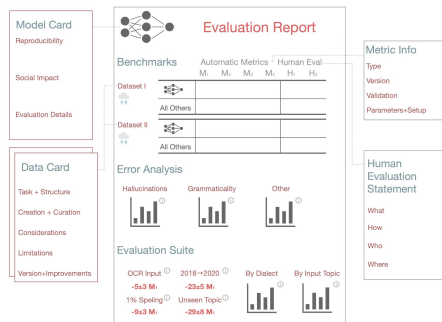 Model Card
Reproducibility
Social Impact
Evaluation Details
Data Card
Task + Structure
Creation + Curation
Considerations
Limitations
Version+Improvements
Evaluation Report
Benchmarks
Automatic Metrics Human Eval
M₁ M₂ M₃ M₄ H₁ H₂
Dataset I
All Others
Dataset II
All Others
Error Analysis
Hallucinations Grammaticality Other
Evaluation Suite
OCR Input 2018→2020 By Dialect By Input Topic
-5±3 M₁ -23±5 M₁
1% Speling Unseen Topic
-9±3 M₁ -29±8 M₁
Metric Info
Type
Version
Validation
Parameters+Setup
Human
Evaluation
Statement
What
How
Who
Where